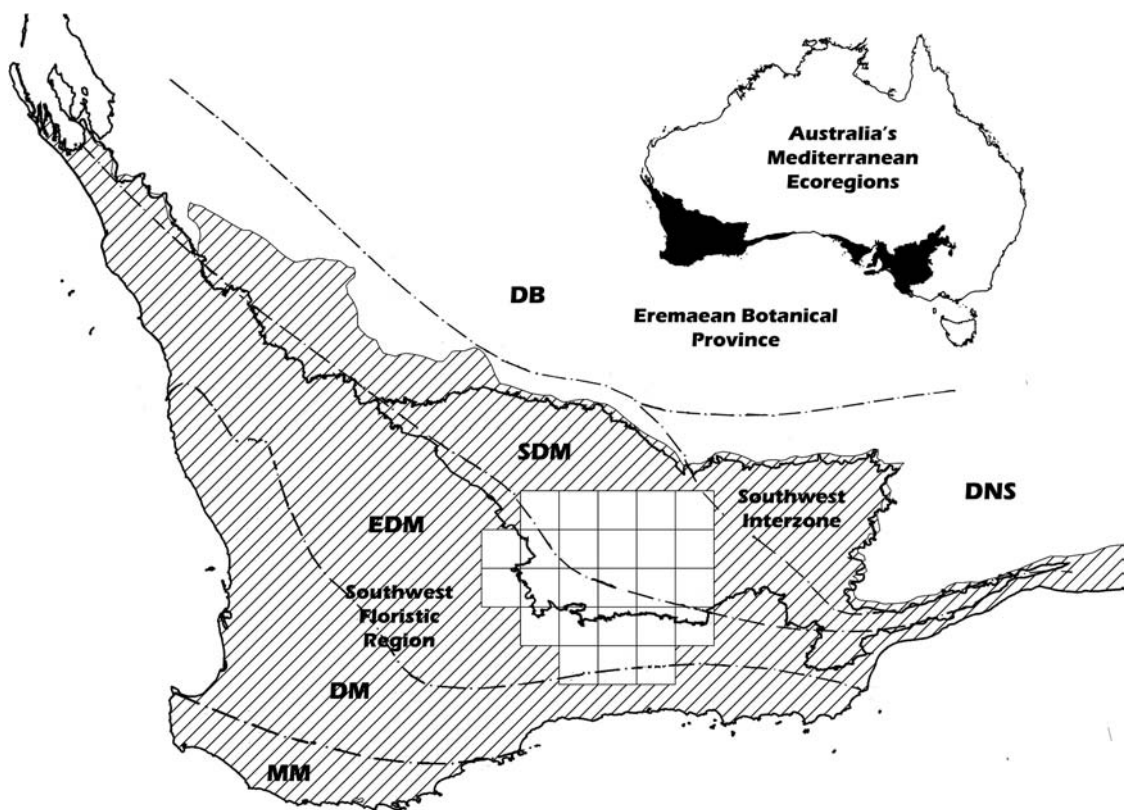 Australia's
Mediterranean
Ecoregions
DB
Eremaean Botanical
Province
SDM
Southwest
Interzone
DNS
EDM
Southwest
Floristic
Region
DM
MM